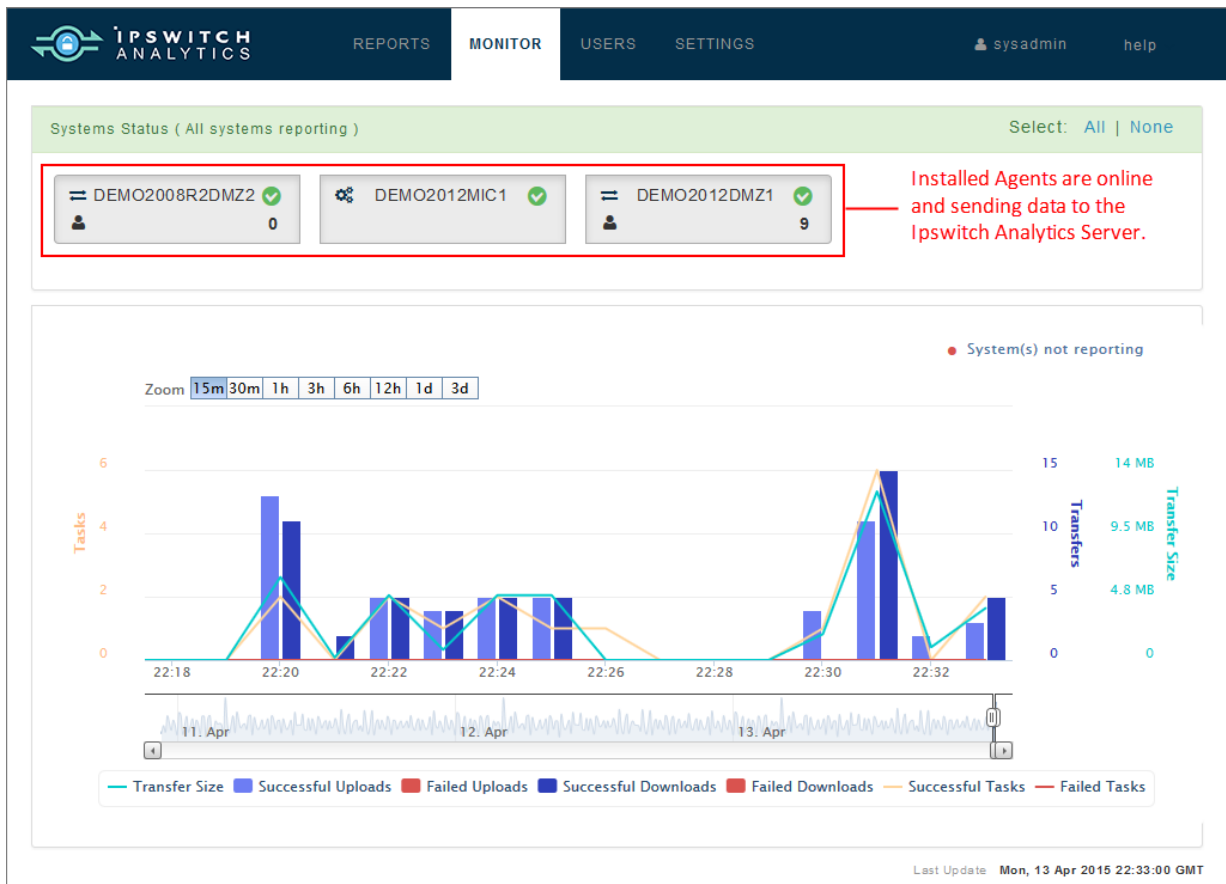 IPSWITCH
ANALYTICS
REPORTS MONITOR USERS SETTINGS sysadmin help
Systems Status ( All systems reporting ) Select: All | None
DEMO2008R2DMZ2
0
DEMO2012MIC1
DEMO2012DMZ1
9
Installed Agents are online
and sending data to the
Ipswitch Analytics Server.
System(s) not reporting
Zoom 15m 30m 1h 3h 6h 12h 1d 3d
6
4
2
0
Tasks
15
10
5
0
Transfers
14 MB
9.5 MB
4.8 MB
0
Transfer Size
22:18 22:20 22:22 22:24 22:26 22:28 22:30 22:32
11. Apr 12. Apr 13. Apr
Transfer Size Successful Uploads Failed Uploads Successful Downloads Failed Downloads Successful Tasks Failed Tasks
Last Update Mon, 13 Apr 2015 22:33:00 GMT